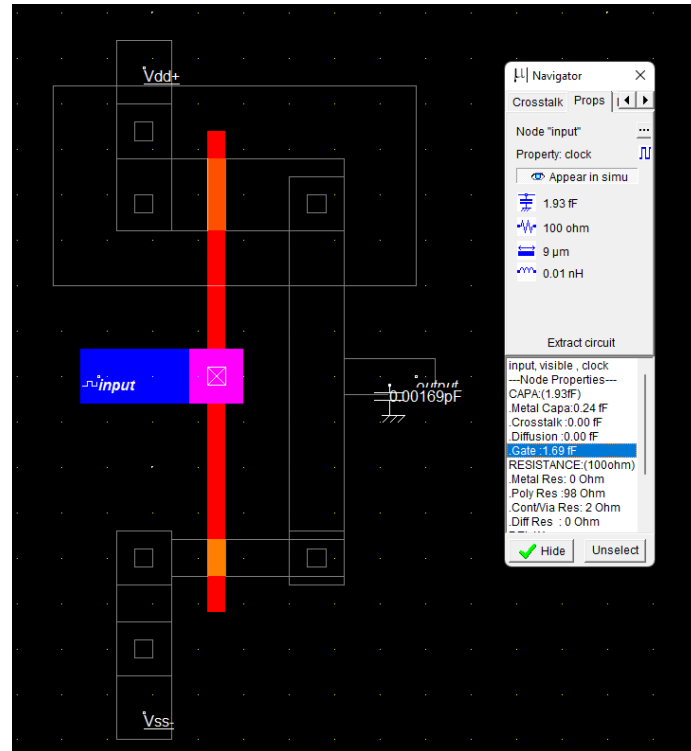 Vdd+
input
output
0.00169pF
Vss-
Navigator
Crosstalk Props
Node "input"
...
Property: clock
Appear in simu
1.93 fF
100 ohm
9 µm
0.01 nH
Extract circuit
input, visible , clock
---Node Properties---
CAPA:(1.93fF)
.Metal Capa:0.24 fF
.Crosstalk :0.00 fF
.Diffusion :0.00 fF
.Gate :1.69 fF
RESISTANCE:(100ohm)
.Metal Res: 0 Ohm
.Poly Res :98 Ohm
.Cont/Via Res: 2 Ohm
.Diff Res : 0 Ohm
Hide
Unselect